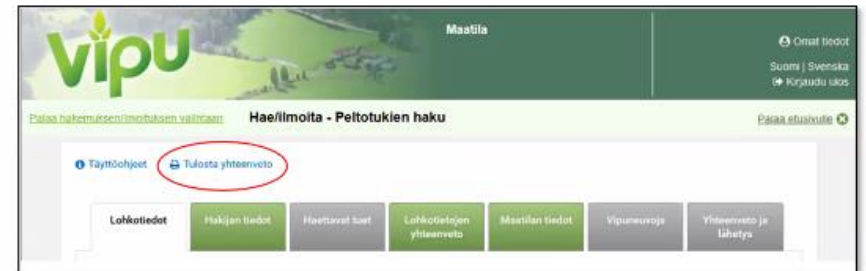 Vipu
Maatila
Omat tiedot
Suomi | Svenska
Kirjaudu ulos
Palaa hakemuksen/ilmoituksen valintaan
Hae/ilmoita - Peltotukien haku
Palaa etusivulle
Täyttöohjeet
Tulosta yhteenveto
Lohkotiedot
Hakijan tiedot
Haettavat tuet
Lohkotietojen
yhteenveto
Maatilan tiedot
Vipuneuvoja
Yhteenveto ja
lähetys